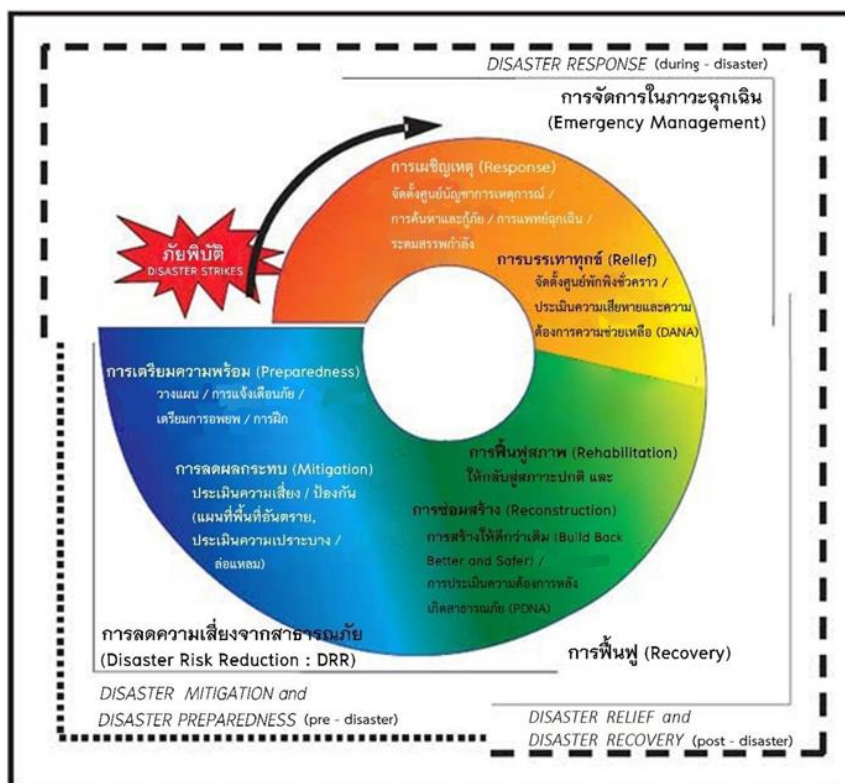 DISASTER RESPONSE (during - disaster)
การจัดการในภาวะฉุกเฉิน
(Emergency Management)
การเผชิญเหตุ (Response)
จัดตั้งศูนย์บัญชาการเหตุการณ์ /
การค้นหาและกู้ภัย / การแพทย์ฉุกเฉิน /
ระดมสรรพกำลัง
ภัยพิบัติ
DISASTER STRIKES
การบรรเทาทุกข์ (Relief)
จัดตั้งศูนย์พักพิงชั่วคราว /
ประเมินความเสียหายและความ
ต้องการความช่วยเหลือ (DANA)
การเตรียมความพร้อม (Preparedness)
วางแผน / การแจ้งเตือนภัย /
เตรียมการอพยพ / การฝึก
การลดผลกระทบ (Mitigation)
ประเมินความเสี่ยง / ป้องกัน
(แผนที่พื้นที่อันตราย,
ประเมินความเปราะบาง /
ล่อแหลม)
การฟื้นฟูสภาพ (Rehabilitation)
ให้กลับสู่สภาวะปกติ และ
การซ่อมสร้าง (Reconstruction)
การสร้างให้ดีกว่าเดิม (Build Back
Better and Safer) /
การประเมินความต้องการหลัง
เกิดสาธารณภัย (PDNA)
การลดความเสี่ยงจากสาธารณภัย
(Disaster Risk Reduction : DRR)
การฟื้นฟู (Recovery)
DISASTER MITIGATION and
DISASTER PREPAREDNESS (pre - disaster)
DISASTER RELIEF and
DISASTER RECOVERY (post - disaster)